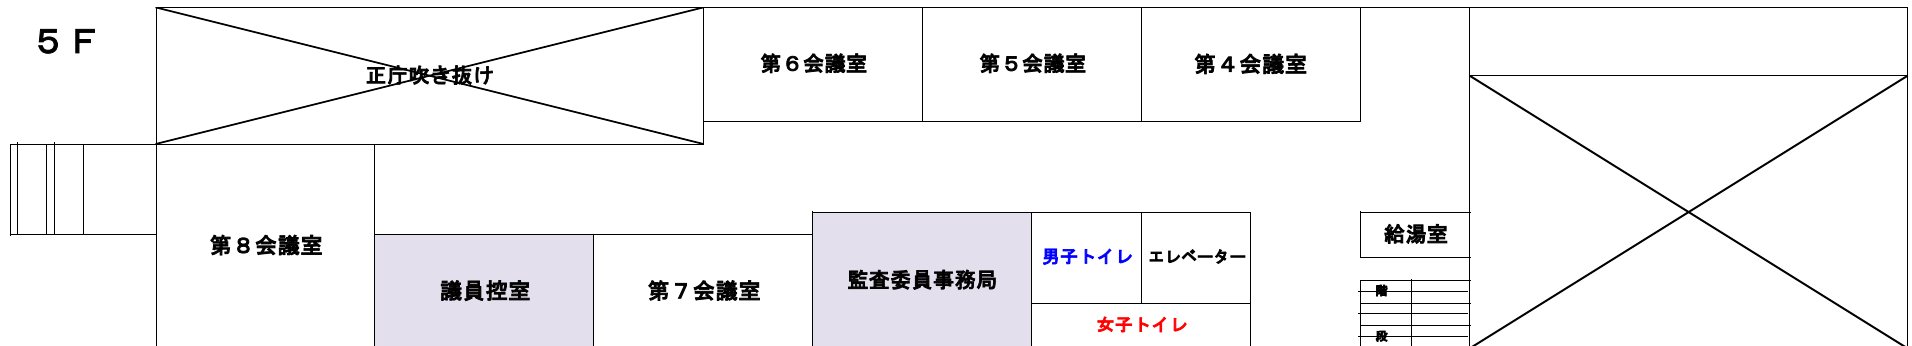 ５Ｆ
正庁吹き抜け
第６会議室
第５会議室
第４会議室
第８会議室
議員控室
第７会議室
監査委員事務局
男子トイレ
エレベーター
女子トイレ
給湯室
階
段